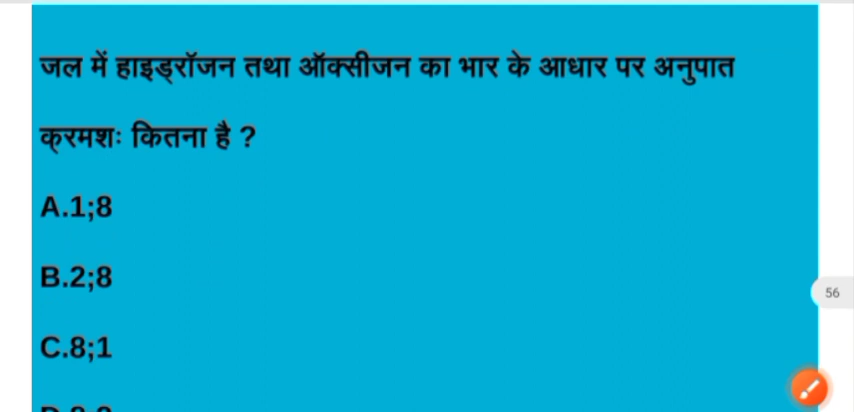 जल में हाइड्रॉजन तथा ऑक्सीजन का भार के आधार पर अनुपात
क्रमशः कितना है ?
A.1;8
B.2;8
C.8;1
56